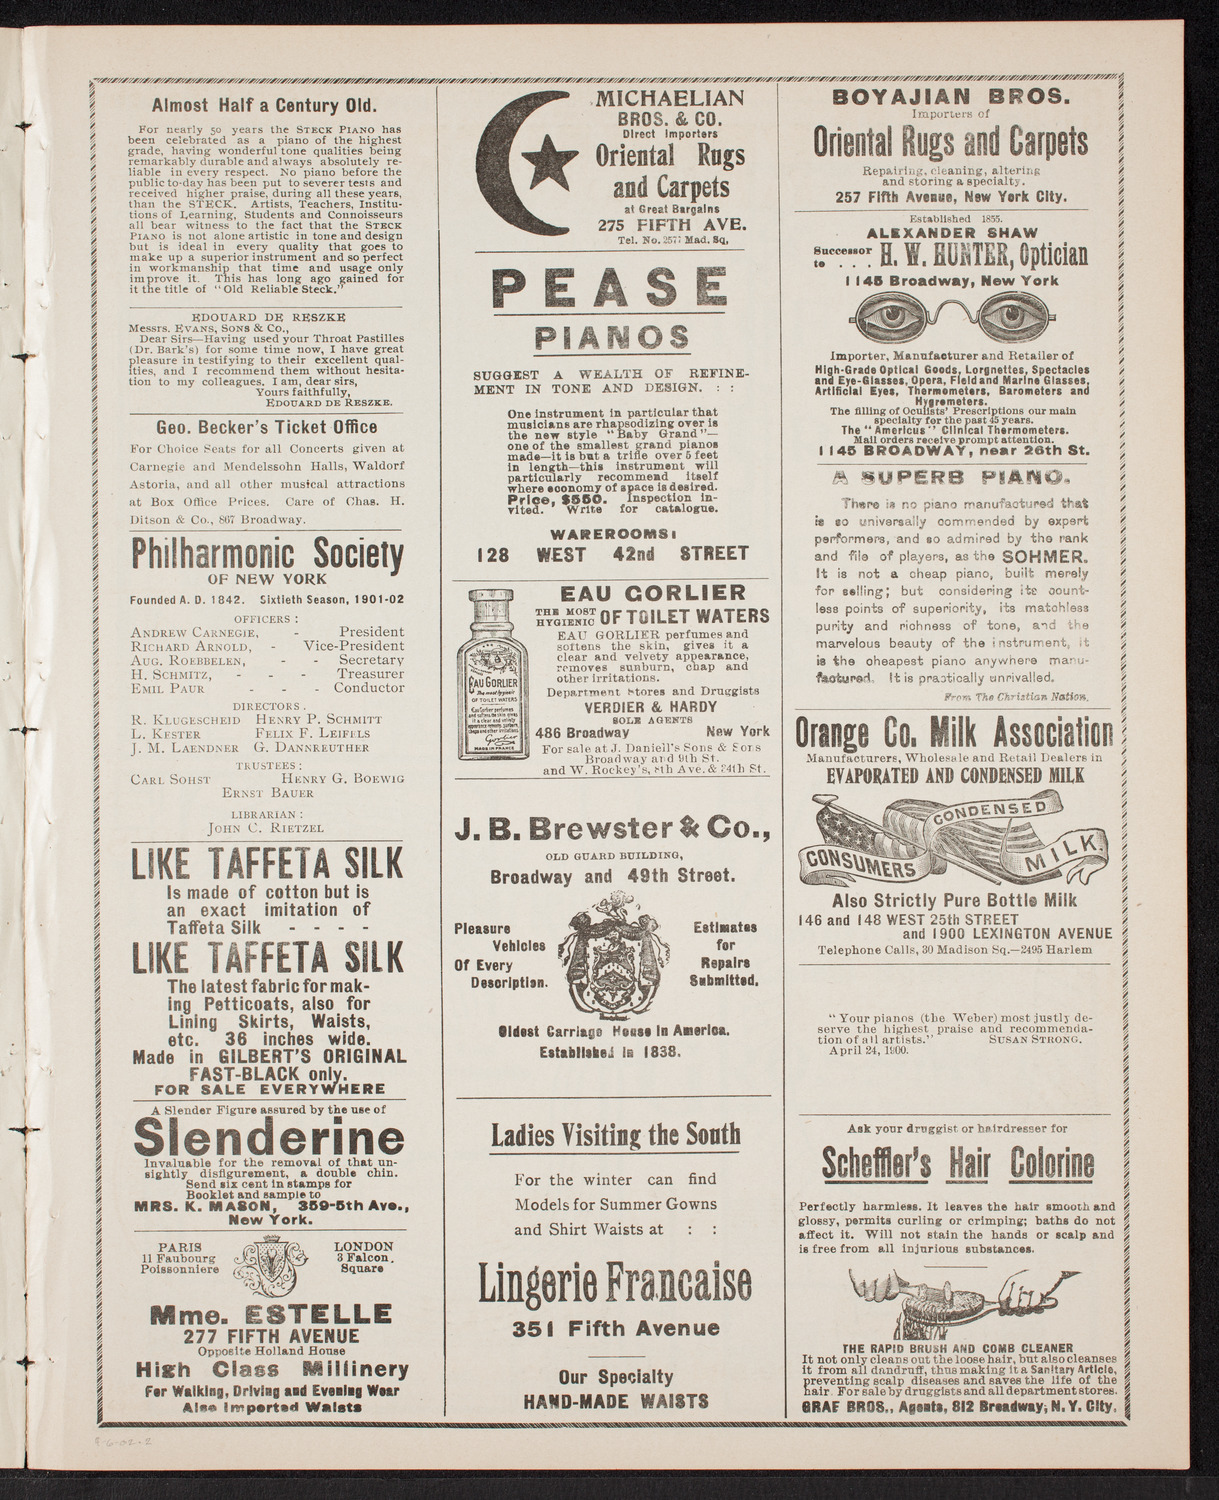 Almost Half a Century Old.
For nearly 50 years the STECK PIANO has
been celebrated as a piano of the highest
grade, having wonderful tone qualities being
remarkably durable and always absolutely re-
liable in every respect. No piano before the
public to-day has been put to severer tests and
received higher praise, during all these years,
than the STECK. Artists, Teachers, Institu-
tions of Learning, Students and Connoisseurs
all bear witness to the fact that the STECK
PIANO is not alone artistic in tone and design
but is ideal in every quality that goes to
make up a superior instrument and so perfect
in workmanship that time and usage only
improve it. This has long ago gained for
it the title of "Old Reliable Steck."
EDOUARD DE RESZKE
Messrs. EVANS, SONS & Co.,
Dear Sirs—Having used your Throat Pastilles
(Dr. Bark's) for some time now, I have great
pleasure in testifying to their excellent qual-
ities, and I recommend them without hesita-
tion to my colleagues. I am, dear sirs,
Yours faithfully,
EDOUARD DE RESZKE.
Geo. Becker's Ticket Office
For Choice Seats for all Concerts given at
Carnegie and Mendelssohn Halls, Waldorf
Astoria, and all other musical attractions
at Box Office Prices. Care of Chas. H.
Ditson & Co., 867 Broadway.
Philharmonic Society
OF NEW YORK
Founded A. D. 1842. Sixtieth Season, 1901-02
OFFICERS :
ANDREW CARNEGIE, - President
RICHARD ARNOLD, - Vice-President
AUG. ROEBBELEN, - - Secretary
H. SCHMITZ, - - - Treasurer
EMIL PAUR - - - Conductor
DIRECTORS .
R. KLUGESCHEID HENRY P. SCHMITT
L. KESTER FELIX F. LEIFELS
J. M. LAENDNER G. DANNREUTHER
TRUSTEES :
CARL SOHST HENRY G. BOEWIG
ERNST BAUER
LIBRARIAN :
JOHN C. RIETZEL
LIKE TAFFETA SILK
Is made of cotton but is
an exact imitation of
Taffeta Silk - - - -
LIKE TAFFETA SILK
The latest fabric for mak-
ing Petticoats, also for
Lining Skirts, Waists,
etc. 36 inches wide.
Made in GILBERT'S ORIGINAL
FAST-BLACK only.
FOR SALE EVERYWHERE
A Slender Figure assured by the use of
Slenderine
Invaluable for the removal of that un-
sightly disfigurement, a double chin.
Send six cent in stamps for
Booklet and sample to
MRS. K. MASON, 359-5th Ave.,
New York.
PARIS
11 Faubourg
Poissonniere
LONDON
3 Falcon
Square
Mme. ESTELLE
277 FIFTH AVENUE
Opposite Holland House
High Class Millinery
For Walking, Driving and Evening Wear
Also Imported Waists
MICHAELIAN
BROS. & CO.
Direct Importers
Oriental Rugs
and Carpets
at Great Bargains
275 FIFTH AVE.
Tel. No. 2577 Mad. Sq.
PEASE
PIANOS
SUGGEST A WEALTH OF REFINE-
MENT IN TONE AND DESIGN. : :
One instrument in particular that
musicians are rhapsodizing over is
the new style "Baby Grand"—
one of the smallest grand pianos
made—it is but a trifle over 5 feet
in length—this instrument will
particularly recommend itself
where economy of space is desired.
Price, $550. Inspection in-
vited. Write for catalogue.
WAREROOMS:
128 WEST 42nd STREET
EAU GORLIER
THE MOST HYGIENIC OF TOILET WATERS
EAU GORLIER perfumes and
softens the skin, gives it a
clear and velvety appearance,
removes sunburn, chap and
other irritations.
Department stores and Druggists
VERDIER & HARDY
SOLE AGENTS
486 Broadway New York
For sale at J. Daniell's Sons & Sons
Broadway and 9th St.
and W. Rockey's, 8th Ave. & 34th St.
EAU GORLIER
The most hygienic
OF TOILET WATERS
Eau Gorlier perfumes
and softens the skin gives
it a clear and velvety
appearance removes sunburn,
chaps and other irritations
Gorlier
MADE IN FRANCE
J. B. Brewster & Co.,
OLD GUARD BUILDING,
Broadway and 49th Street.
Pleasure
Vehicles
Of Every
Description.
Estimates
for
Repairs
Submitted.
Oldest Carriage House in America.
Established in 1838.
Ladies Visiting the South
For the winter can find
Models for Summer Gowns
and Shirt Waists at : :
Lingerie Francaise
351 Fifth Avenue
Our Specialty
HAND-MADE WAISTS
BOYAJIAN BROS.
Importers of
Oriental Rugs and Carpets
Repairing, cleaning, altering
and storing a specialty.
257 Fifth Avenue, New York City.
Established 1855.
ALEXANDER SHAW
Successor to . . . H. W. HUNTER, Optician
1145 Broadway, New York
Importer, Manufacturer and Retailer of
High-Grade Optical Goods, Lorgnettes, Spectacles
and Eye-Glasses, Opera, Field and Marine Glasses,
Artificial Eyes, Thermometers, Barometers and
Hygrometers.
The filling of Oculists' Prescriptions our main
specialty for the past 45 years.
The "Americus" Clinical Thermometers.
Mail orders receive prompt attention.
1145 BROADWAY, near 26th St.
A SUPERB PIANO.
There is no piano manufactured that
is so universally commended by expert
performers, and so admired by the rank
and file of players, as the SOHMER.
It is not a cheap piano, built merely
for selling; but considering its count-
less points of superiority, its matchless
purity and richness of tone, and the
marvelous beauty of the instrument, it
is the cheapest piano anywhere manu-
factured. It is practically unrivalled.
From The Christian Nation.
Orange Co. Milk Association
Manufacturers, Wholesale and Retail Dealers in
EVAPORATED AND CONDENSED MILK
CONSUMERS CONDENSED MILK.
Also Strictly Pure Bottle Milk
146 and 148 WEST 25th STREET
and 1900 LEXINGTON AVENUE
Telephone Calls, 30 Madison Sq.—2495 Harlem
"Your pianos (the Weber) most justly de-
serve the highest praise and recommenda-
tion of all artists." SUSAN STRONG.
April 24, 1900.
Ask your druggist or hairdresser for
Scheffler's Hair Colorine
Perfectly harmless. It leaves the hair smooth and
glossy, permits curling or crimping; baths do not
affect it. Will not stain the hands or scalp and
is free from all injurious substances.
THE RAPID BRUSH AND COMB CLEANER
It not only cleans out the loose hair, but also cleanses
it from all dandruff, thus making it a Sanitary Article,
preventing scalp diseases and saves the life of the
hair. For sale by druggists and all department stores.
GRAF BROS., Agents, 812 Broadway, N. Y. City.